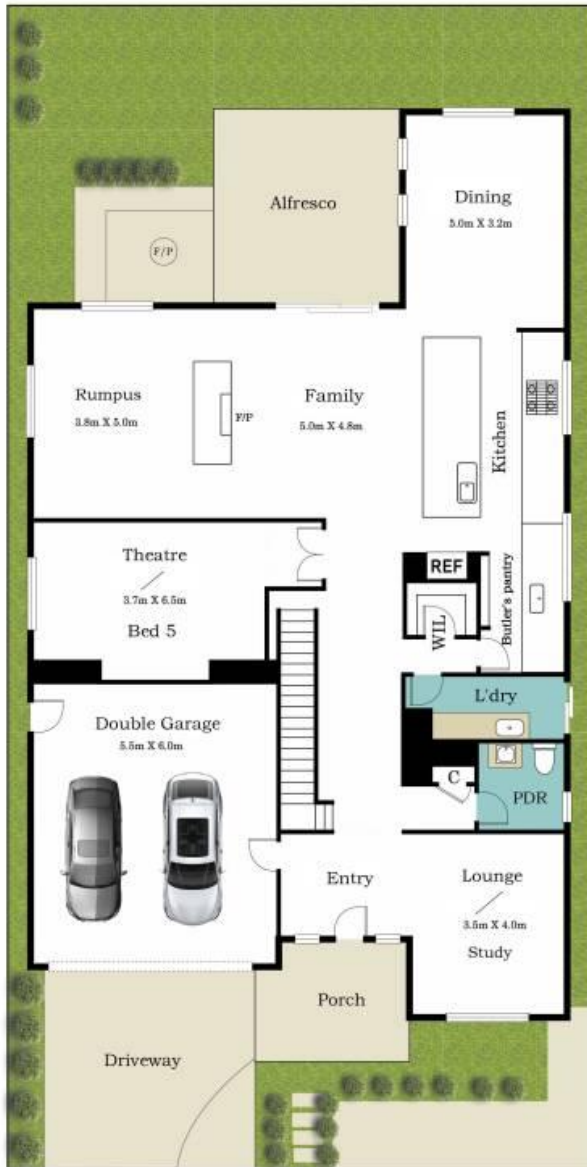 Alfresco
Dining
5.0m X 3.2m
F/P
Rumpus
3.8m X 5.0m
F/P
Family
5.0m X 4.8m
Kitchen
Theatre
3.7m X 6.5m
Bed 5
REF
WIL
Butler's pantry
L'dry
Double Garage
5.5m X 6.0m
C
PDR
Entry
Lounge
3.5m X 4.0m
Study
Porch
Driveway